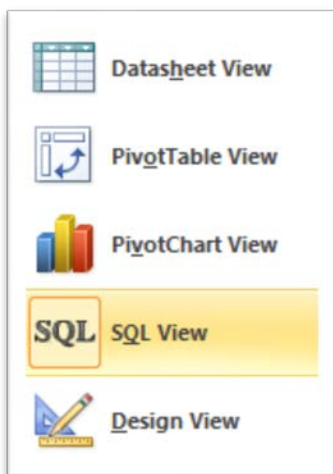 Datasheet View
PivotTable View
PivotChart View
SQL SQL View
Design View